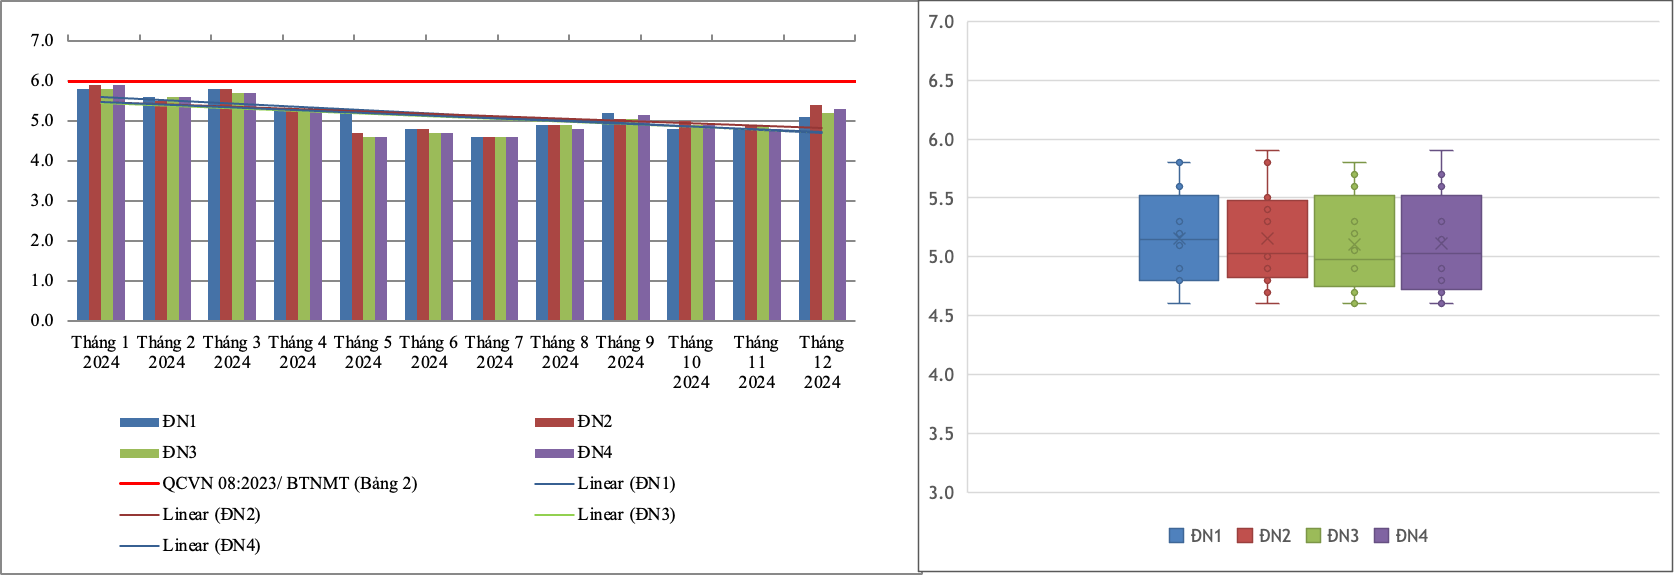 7.0
6.0
5.0
4.0
3.0
2.0
1.0
0.0
Tháng 1 Tháng 2 Tháng 3 Tháng 4 Tháng 5 Tháng 6 Tháng 7 Tháng 8 Tháng 9 Tháng Tháng Tháng
2024 2024 2024 2024 2024 2024 2024 2024 2024 10 11 12
2024 2024 2024
ĐN1 ĐN2
ĐN3 ĐN4
QCVN 08:2023/ BTNMT (Bảng 2) Linear (ĐN1)
Linear (ĐN2) Linear (ĐN3)
Linear (ĐN4)
7.0
6.5
6.0
5.5
5.0
4.5
4.0
3.5
3.0
ĐN1 ĐN2 ĐN3 ĐN4